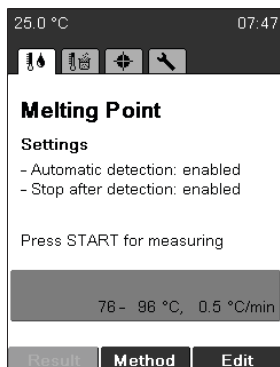 25.0 °C 07:47
Melting Point
Settings
- Automatic detection: enabled
- Stop after detection: enabled
Press START for measuring
76 - 96 °C, 0.5 °C/min
Result Method Edit